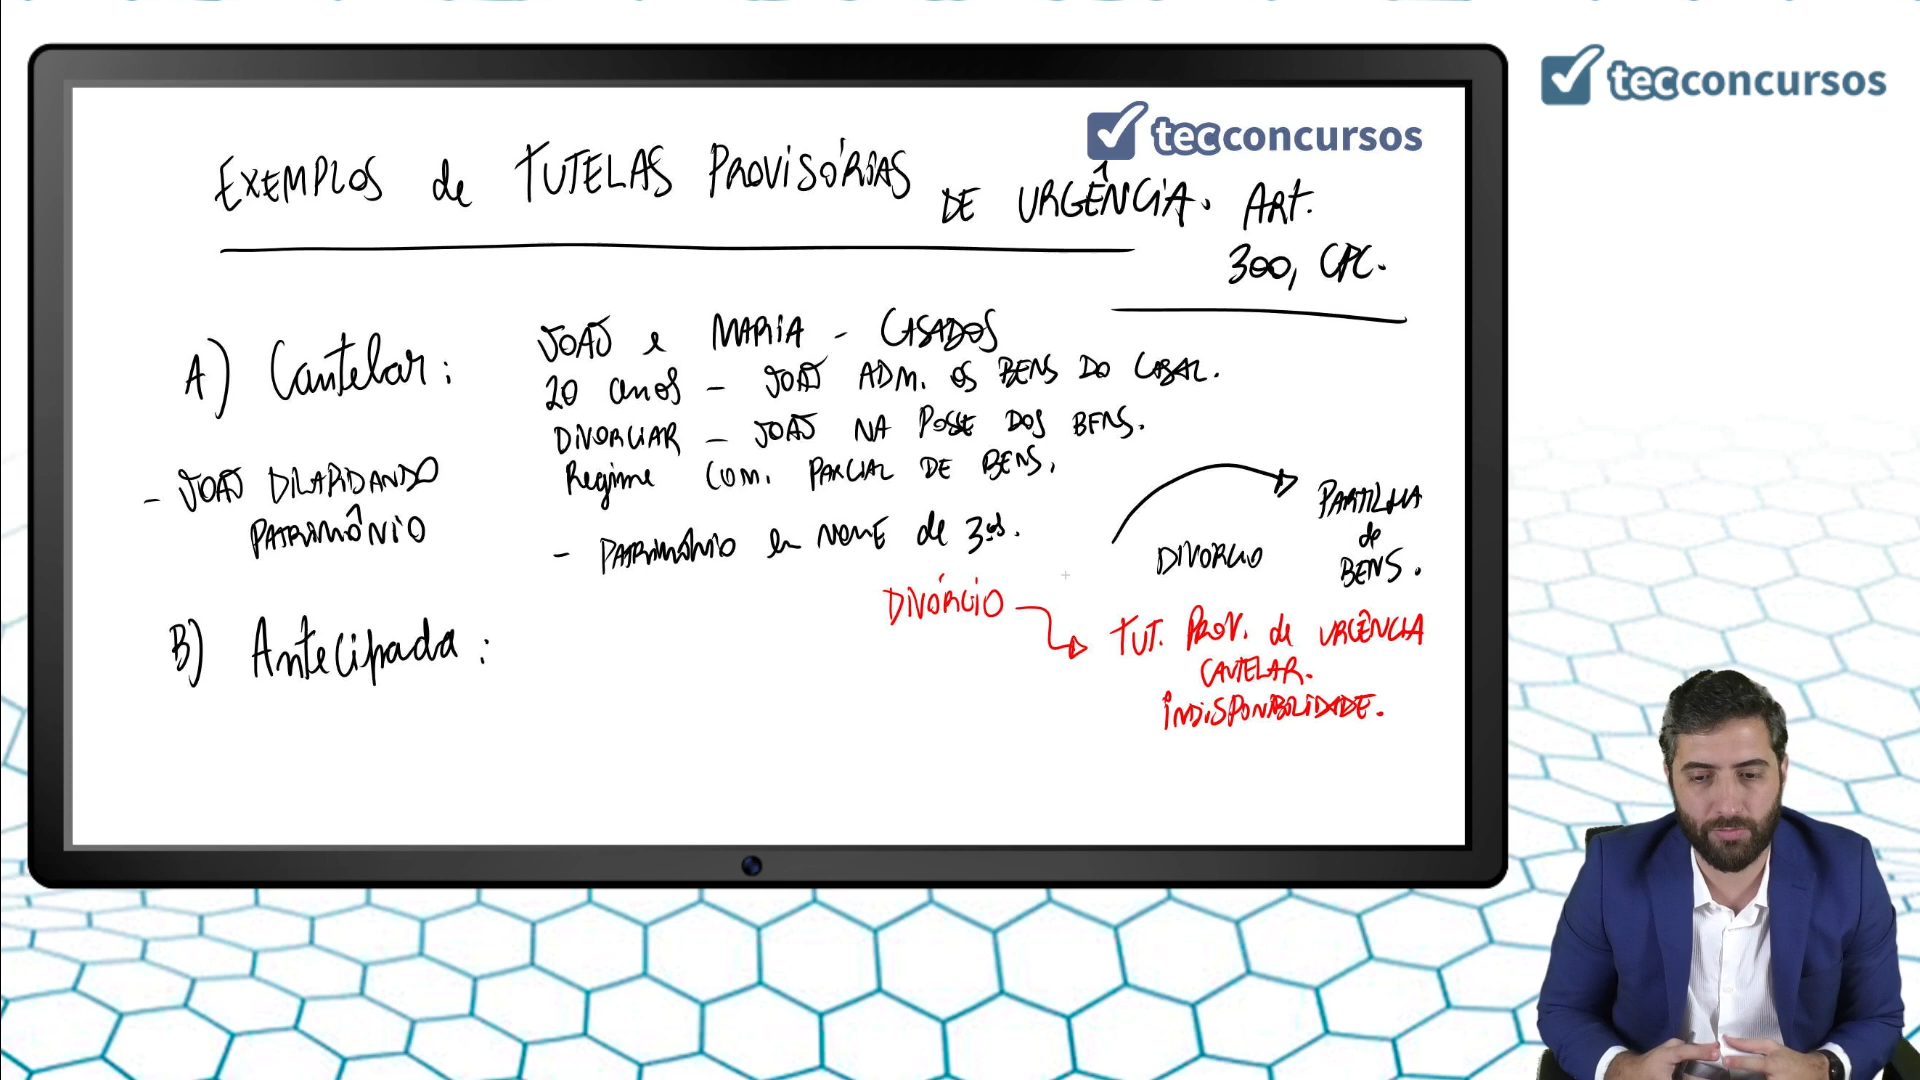 tecconcursos
tecconcursos
EXEMPLOS de TUTELAS PROVISÓRIAS DE URGÊNCIA. Art.
300, CPC.
A) Cautelar:
JOÃO e MARIA - CASADOS
20 anos - JOÃO ADM. OS BENS DO CASAL.
DIVORCIAR - JOÃO NA POSSE DOS BENS.
Regime COM. PARCIAL DE BENS.
- JOÃO DILAPIDANDO
PATRIMÔNIO
- PATRIMÔNIO em NOME de 3ºs.
DIVORCIO
PARTILHA
de
BENS.
DIVÓRCIO
TUT. PROV. de URGÊNCIA
CAUTELAR.
INDISPONIBILIDADE.
B) Antecipada: